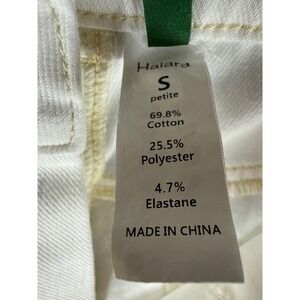 Halara
S
petite
69.8%
Cotton
25.5%
Polyester
4.7%
Elastane
MADE IN CHINA